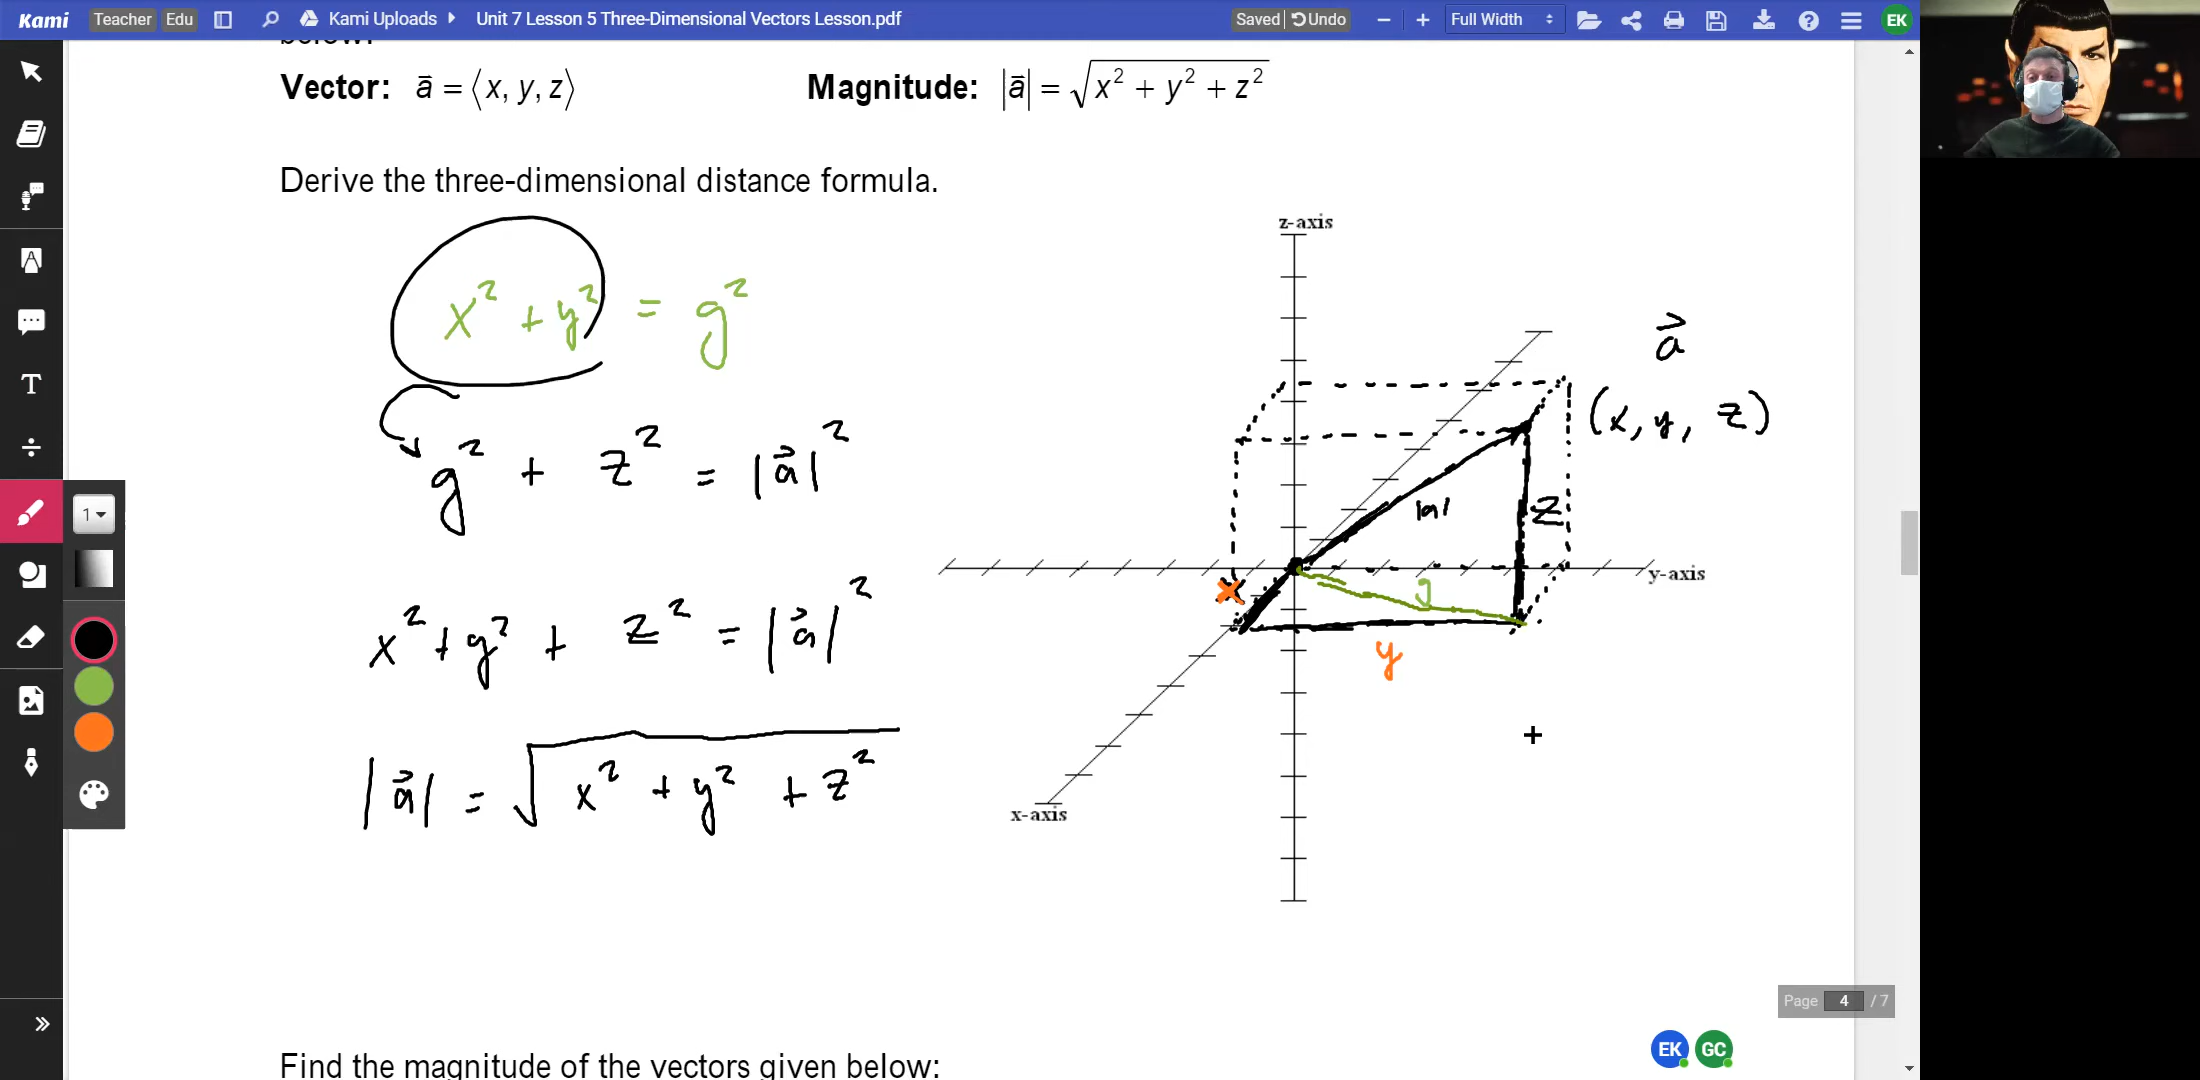 Kami Teacher Edu Kami Uploads Unit 7 Lesson 5 Three-Dimensional Vectors Lesson.pdf Saved Undo Full Width EK
below:
Vector: a⃗ = ⟨x, y, z⟩ Magnitude: |a⃗| = √(x² + y² + z²)
Derive the three-dimensional distance formula.
z-axis
x² + y² = g²
a⃗
(x, y, z)
g² + z² = |a⃗|²
|a|
z
1
y-axis
x
g
y
x² + y² + z² = |a⃗|²
|a⃗| = √(x² + y² + z²)
x-axis
Page 4 / 7
EK GC
Find the magnitude of the vectors given below: